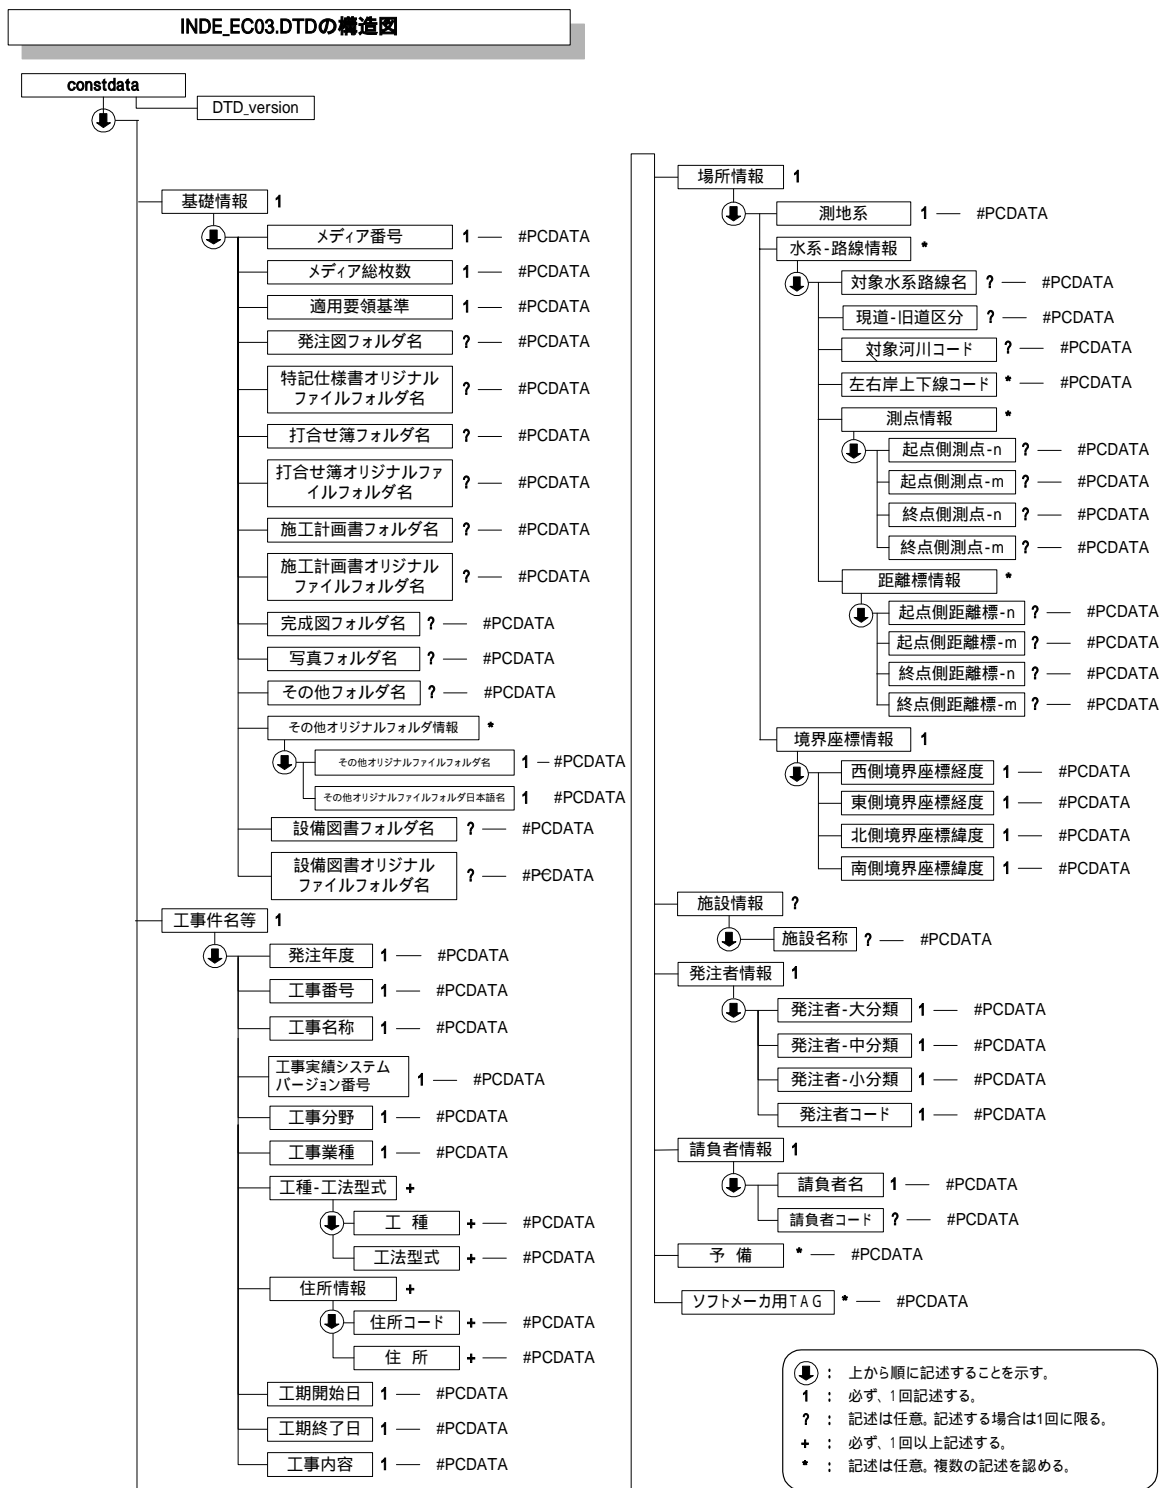 INDE_EC03.DTDの構造図
constdata
DTD_version
基礎情報 1
メディア番号 1 — #PCDATA
メディア総枚数 1 — #PCDATA
適用要領基準 1 — #PCDATA
発注図フォルダ名 ? — #PCDATA
特記仕様書オリジナル
ファイルフォルダ名 ? — #PCDATA
打合せ簿フォルダ名 ? — #PCDATA
打合せ簿オリジナルファ
イルフォルダ名 ? — #PCDATA
施工計画書フォルダ名 ? — #PCDATA
施工計画書オリジナル
ファイルフォルダ名 ? — #PCDATA
完成図フォルダ名 ? — #PCDATA
写真フォルダ名 ? — #PCDATA
その他フォルダ名 ? — #PCDATA
その他オリジナルフォルダ情報 *
その他オリジナルファイルフォルダ名 1 — #PCDATA
その他オリジナルファイルフォルダ日本語名 1 #PCDATA
設備図書フォルダ名 ? — #PCDATA
設備図書オリジナル
ファイルフォルダ名 ? — #PCDATA
工事件名等 1
発注年度 1 — #PCDATA
工事番号 1 — #PCDATA
工事名称 1 — #PCDATA
工事実績システム
バージョン番号 1 — #PCDATA
工事分野 1 — #PCDATA
工事業種 1 — #PCDATA
工種-工法型式 +
工 種 + — #PCDATA
工法型式 + — #PCDATA
住所情報 +
住所コード + — #PCDATA
住 所 + — #PCDATA
工期開始日 1 — #PCDATA
工期終了日 1 — #PCDATA
工事内容 1 — #PCDATA
場所情報 1
測地系 1 — #PCDATA
水系-路線情報 *
対象水系路線名 ? — #PCDATA
現道-旧道区分 ? — #PCDATA
対象河川コード ? — #PCDATA
左右岸上下線コード * — #PCDATA
測点情報 *
起点側測点-n ? — #PCDATA
起点側測点-m ? — #PCDATA
終点側測点-n ? — #PCDATA
終点側測点-m ? — #PCDATA
距離標情報 *
起点側距離標-n ? — #PCDATA
起点側距離標-m ? — #PCDATA
終点側距離標-n ? — #PCDATA
終点側距離標-m ? — #PCDATA
境界座標情報 1
西側境界座標経度 1 — #PCDATA
東側境界座標経度 1 — #PCDATA
北側境界座標緯度 1 — #PCDATA
南側境界座標緯度 1 — #PCDATA
施設情報 ?
施設名称 ? — #PCDATA
発注者情報 1
発注者-大分類 1 — #PCDATA
発注者-中分類 1 — #PCDATA
発注者-小分類 1 — #PCDATA
発注者コード 1 — #PCDATA
請負者情報 1
請負者名 1 — #PCDATA
請負者コード ? — #PCDATA
予 備 * — #PCDATA
ソフトメーカ用TAG * — #PCDATA
: 上から順に記述することを示す。
1 : 必ず、1回記述する。
? : 記述は任意。記述する場合は1回に限る。
+ : 必ず、1回以上記述する。
* : 記述は任意。複数の記述を認める。